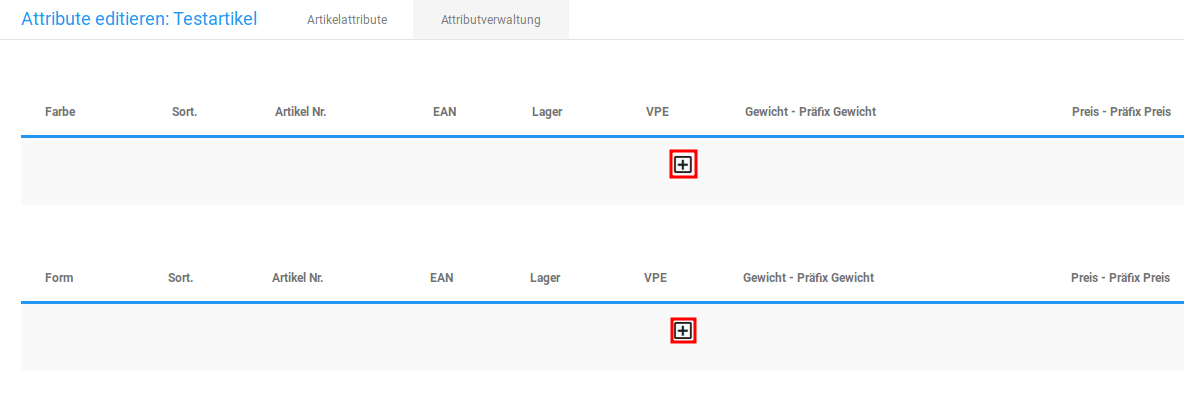 Attribute editieren: Testartikel Artikelattribute Attributverwaltung
Farbe Sort. Artikel Nr. EAN Lager VPE Gewicht - Präfix Gewicht Preis - Präfix Preis
Form Sort. Artikel Nr. EAN Lager VPE Gewicht - Präfix Gewicht Preis - Präfix Preis